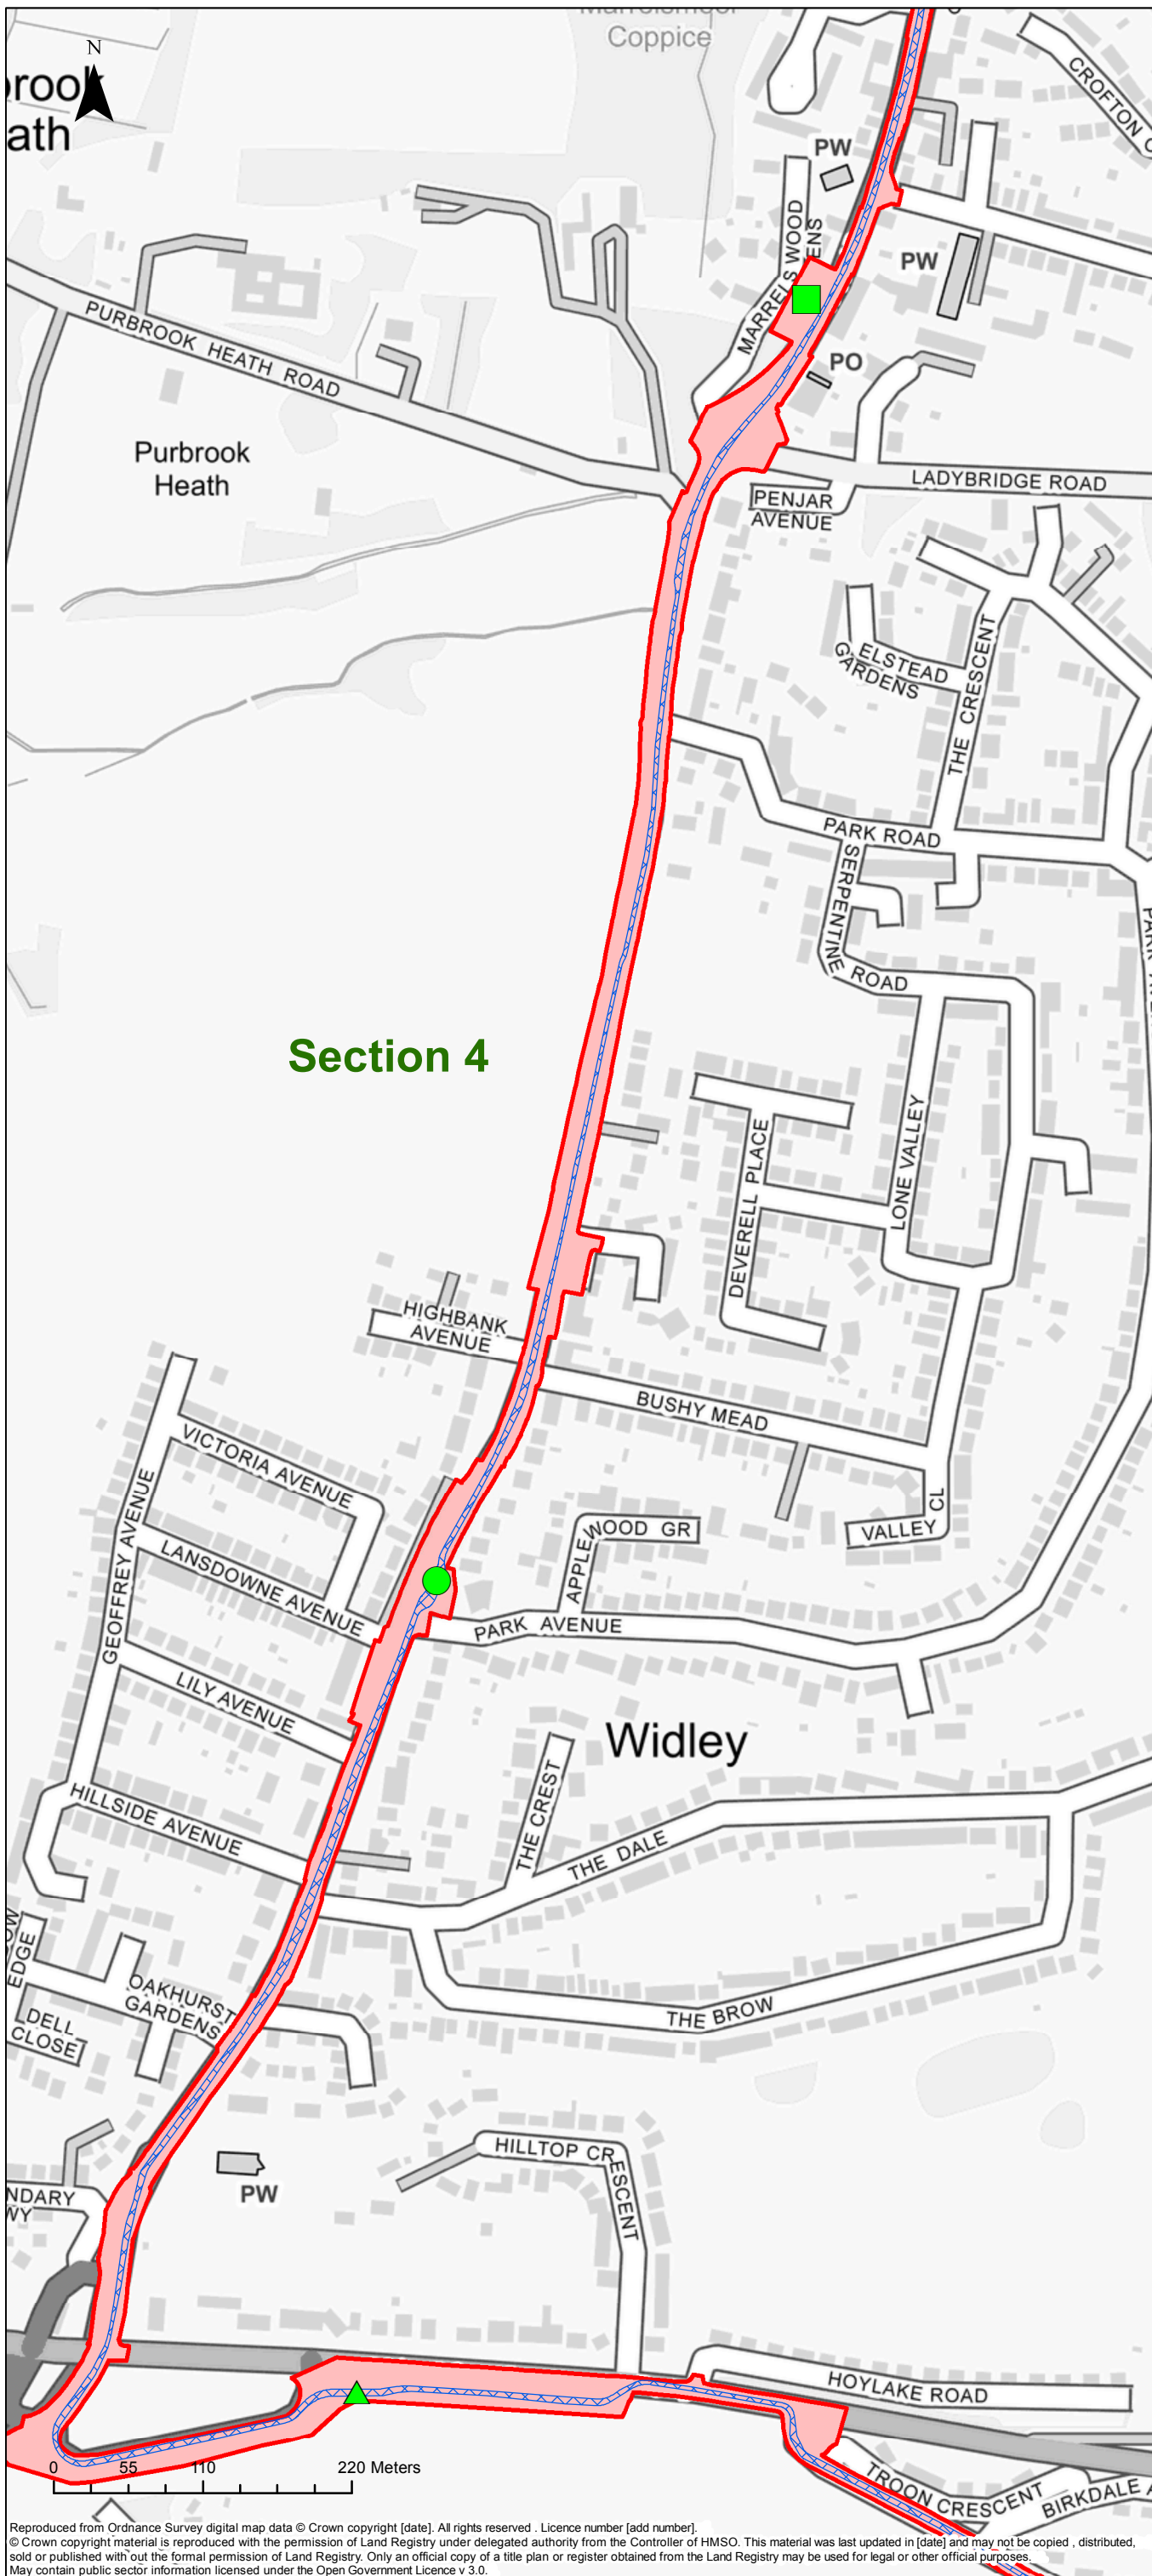 Marrelsmoor
Coppice
N
CROFTON
PW
MARRELS WOOD
ENS
PW
PURBROOK HEATH ROAD
PO
Purbrook
Heath
LADYBRIDGE ROAD
PENJAR
AVENUE
ELSTEAD
GARDENS
THE CRESCENT
PARK ROAD
SERPENTINE ROAD
Section 4
LONE VALLEY
DEVERELL PLACE
HIGHBANK
AVENUE
BUSHY MEAD
VICTORIA AVENUE
GEOFFREY AVENUE
VALLEY CL
APPLEWOOD GR
LANSDOWNE AVENUE
PARK AVENUE
LILY AVENUE
Widley
THE CREST
HILLSIDE AVENUE
THE DALE
EDGE
OAKHURST
GARDENS
THE BROW
DELL
CLOSE
HILLTOP CRESCENT
PW
NDARY
WY
HOYLAKE ROAD
0 55 110 220 Meters
TROON CRESCENT
BIRKDALE A
Reproduced from Ordnance Survey digital map data © Crown copyright [date]. All rights reserved . Licence number [add number].
© Crown copyright material is reproduced with the permission of Land Registry under delegated authority from the Controller of HMSO. This material was last updated in [date] and may not be copied , distributed,
sold or published with out the formal permission of Land Registry. Only an official copy of a title plan or register obtained from the Land Registry may be used for legal or other official purposes.
May contain public sector information licensed under the Open Government Licence v 3.0.